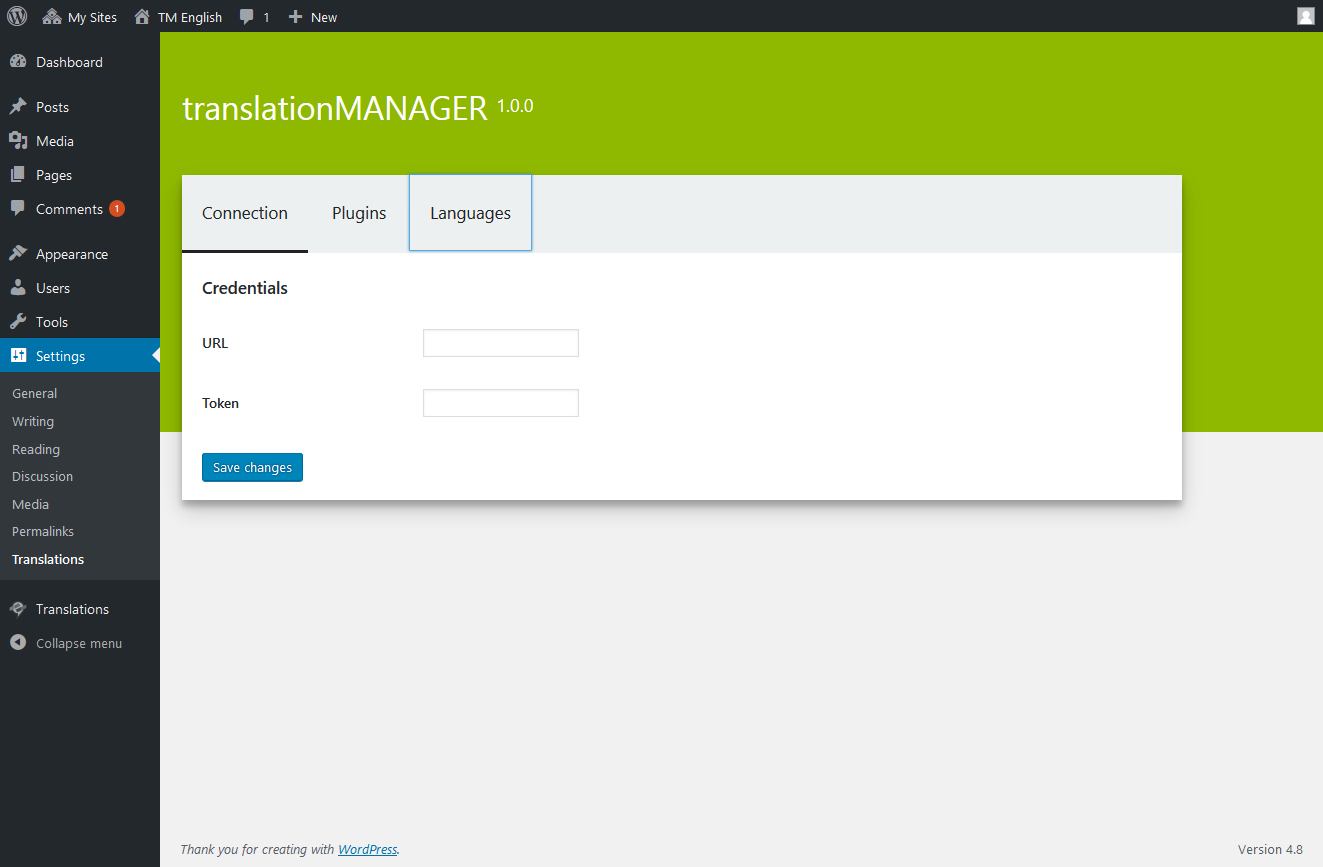 My Sites TM English 1 New
Dashboard
Posts
Media
Pages
Comments 1
Appearance
Users
Tools
Settings
General
Writing
Reading
Discussion
Media
Permalinks
Translations
Translations
Collapse menu
translationMANAGER 1.0.0
Connection Plugins Languages
Credentials
URL
Token
Save changes
Thank you for creating with WordPress. Version 4.8